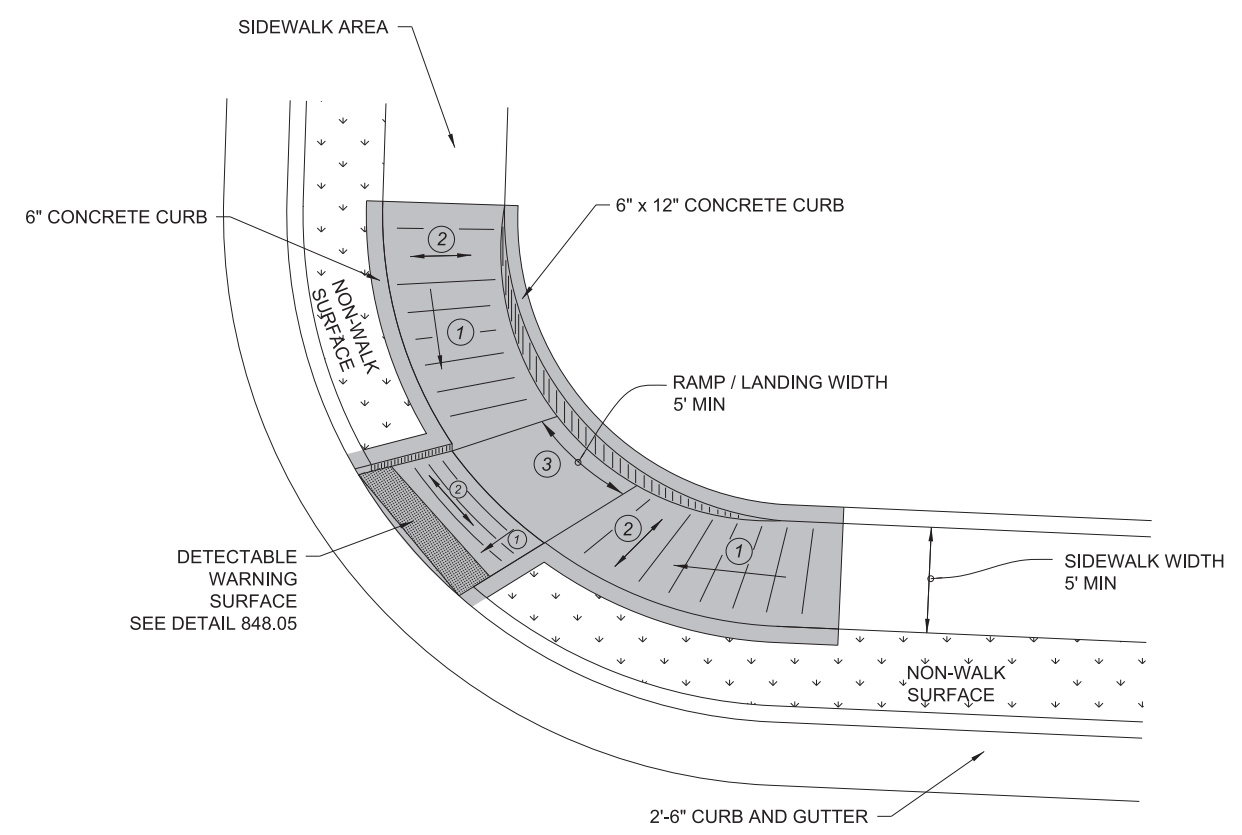 SIDEWALK AREA
6" CONCRETE CURB
6" x 12" CONCRETE CURB
2
NON-WALK
SURFACE
1
RAMP / LANDING WIDTH
5' MIN
3
2
1
2
1
DETECTABLE
WARNING
SURFACE
SEE DETAIL 848.05
SIDEWALK WIDTH
5' MIN
NON-WALK
SURFACE
2'-6" CURB AND GUTTER